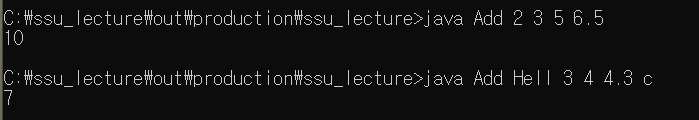 C:₩ssu_lecture₩out₩production₩ssu_lecture>java Add 2 3 5 6.5
10
C:₩ssu_lecture₩out₩production₩ssu_lecture>java Add Hell 3 4 4.3 c
7